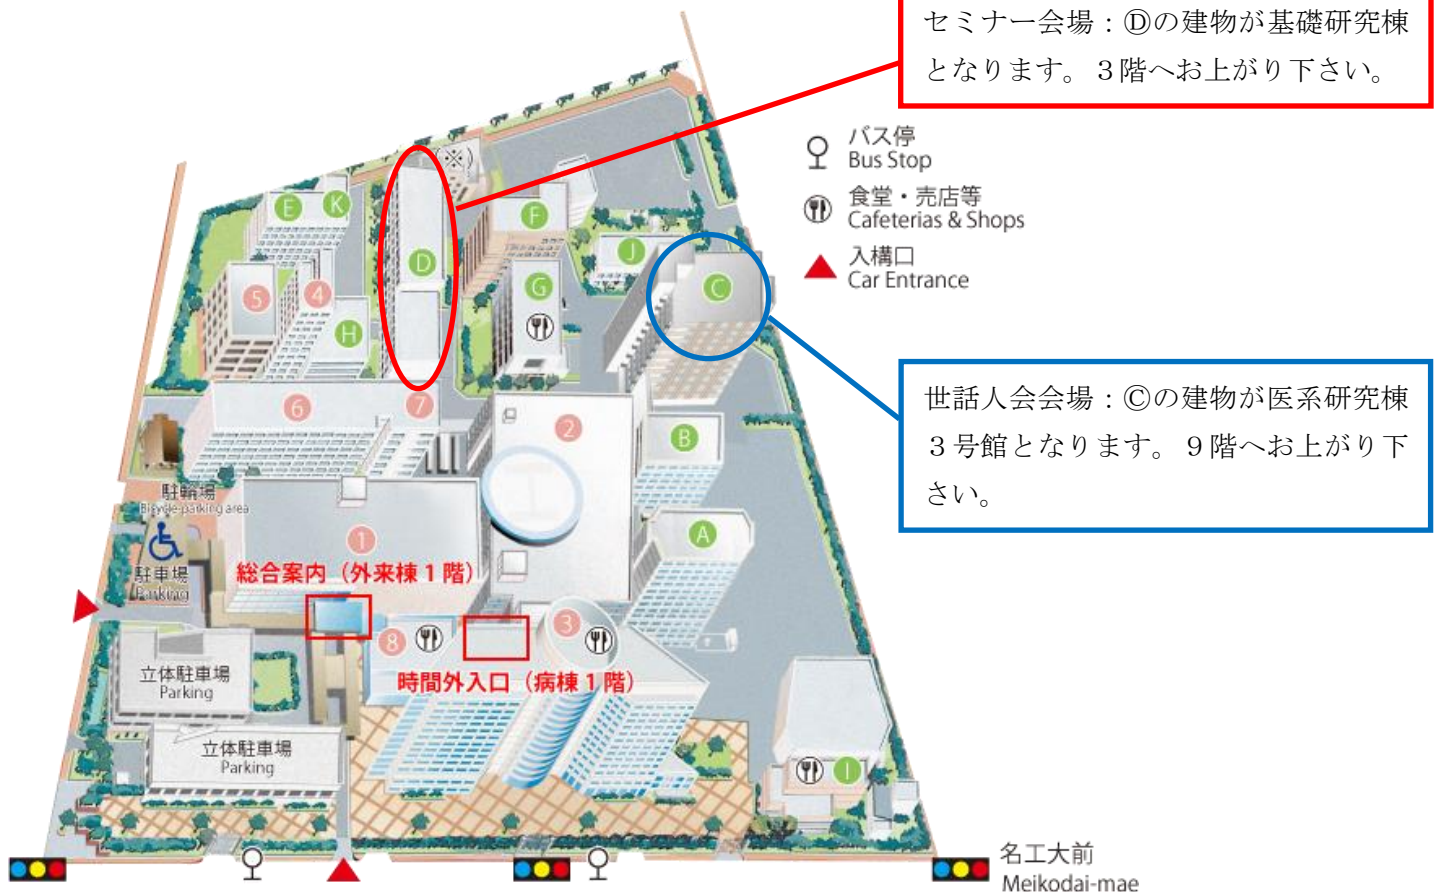 セミナー会場：Ⓓの建物が基礎研究棟
となります。３階へお上がり下さい。
バス停
Bus Stop
食堂・売店等
Cafeterias & Shops
入構口
Car Entrance
(※)
E
K
D
F
J
C
G
5
4
H
世話人会会場：Ⓒの建物が医系研究棟
３号館となります。９階へお上がり下
さい。
6
7
2
B
駐輪場
Bicycle-parking area
1
A
駐車場
Parking
総合案内（外来棟１階）
8
3
時間外入口（病棟１階）
立体駐車場
Parking
立体駐車場
Parking
I
名工大前
Meikodai-mae